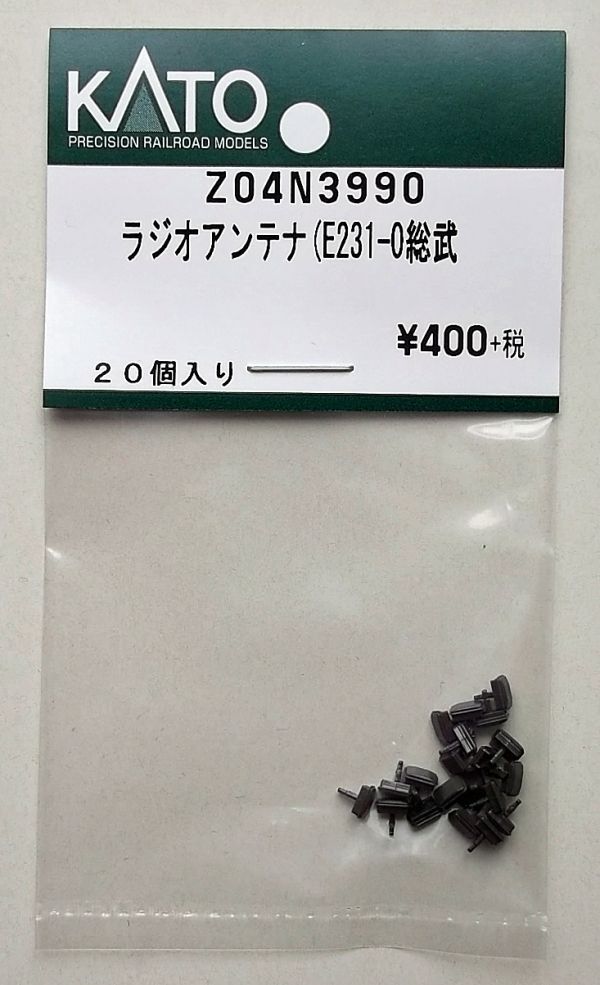 KATO
PRECISION RAILROAD MODELS
Z04N3990
ラジオアンテナ(E231-0総武
¥400+税
20個入り